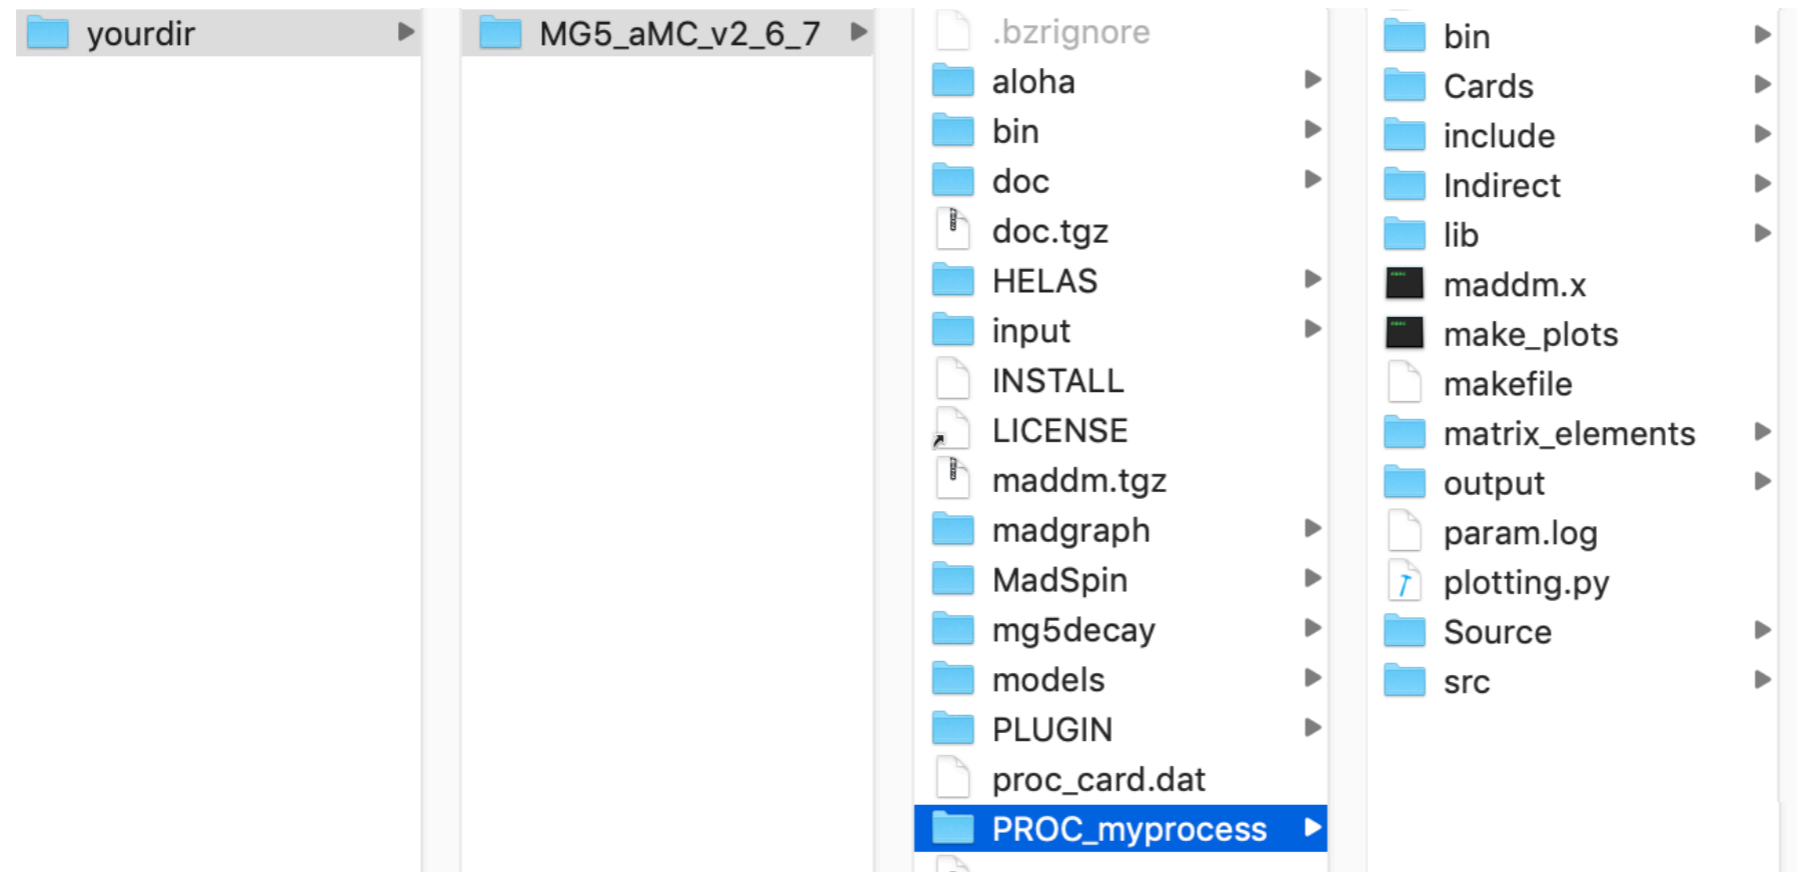 yourdir
MG5_aMC_v2_6_7
.bzrignore
aloha
bin
doc
doc.tgz
HELAS
input
INSTALL
LICENSE
maddm.tgz
madgraph
MadSpin
mg5decay
models
PLUGIN
proc_card.dat
PROC_myprocess
bin
Cards
include
Indirect
lib
maddm.x
make_plots
makefile
matrix_elements
output
param.log
plotting.py
Source
src